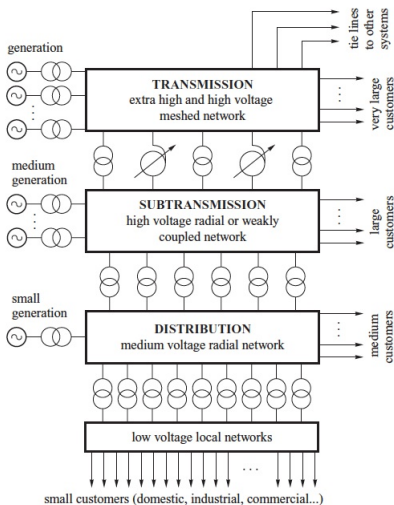 tie lines
to other
systems
generation
TRANSMISSION
extra high and high voltage
meshed network
very large
customers
medium
generation
SUBTRANSMISSION
high voltage radial or weakly
coupled network
large
customers
small
generation
DISTRIBUTION
medium voltage radial network
medium
customers
low voltage local networks
small customers (domestic, industrial, commercial...)